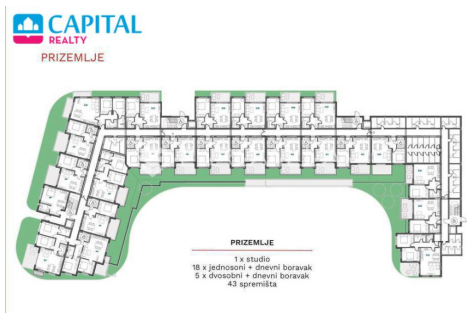 CAPITAL
REALTY
PRIZEMLJE
PRIZEMLJE
1 x studio
18 x jednosoni + dnevni boravak
5 x dvosobni + dnevni boravak
43 spremišta